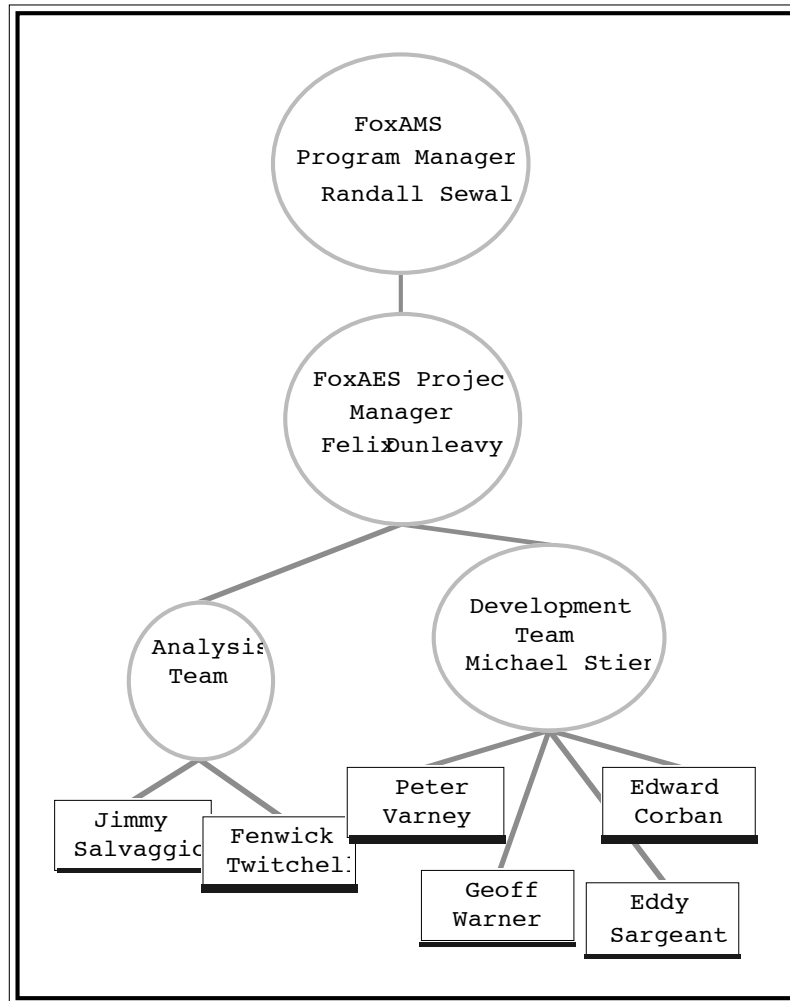 FoxAMS
Program Manager
Randall Sewal
FoxAES Projec
Manager
Felix Dunleavy
Analysis
Team
Development
Team
Michael Stier
Jimmy
Salvaggio
Fenwick
Twitchell
Peter
Varney
Geoff
Warner
Edward
Corban
Eddy
Sargeant